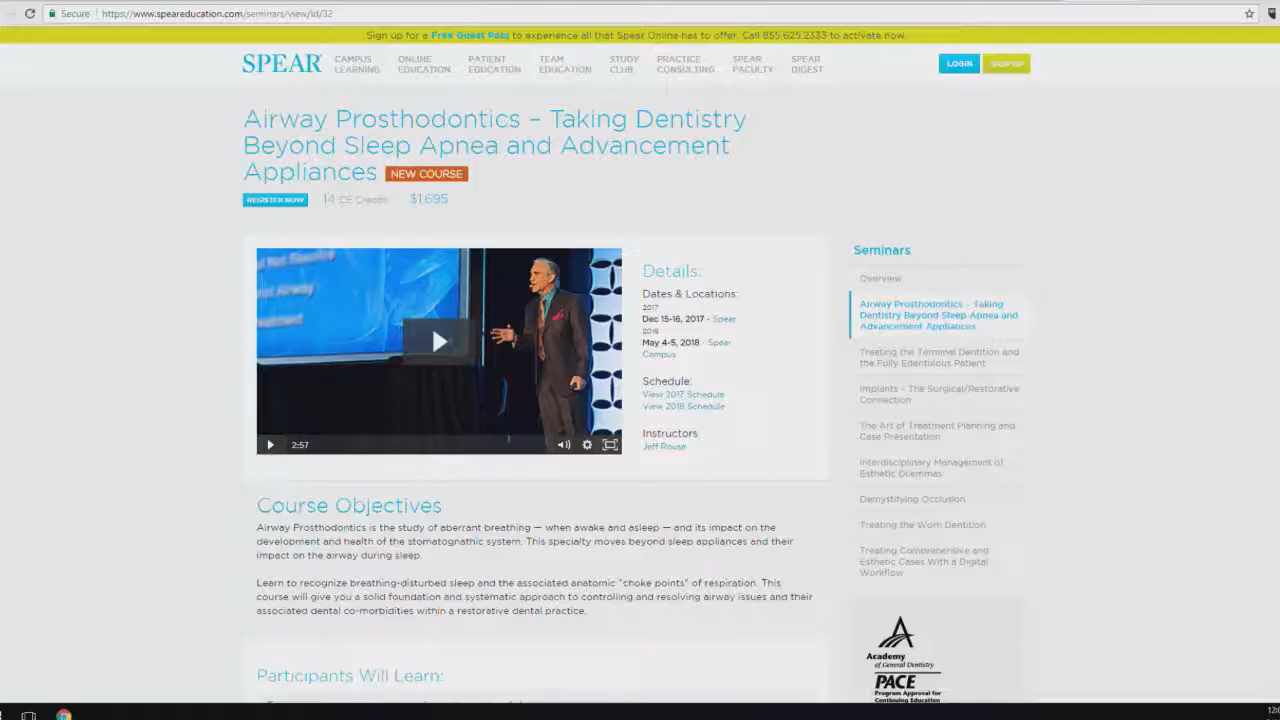 Secure
https://www.speareducation.com/seminars/view/id/32
Sign up for a Free Guest Pass to experience all that Spear Online has to offer. Call 855.625.2333 to activate now.
SPEAR
CAMPUS LEARNING
ONLINE EDUCATION
PATIENT EDUCATION
TEAM EDUCATION
STUDY CLUB
PRACTICE CONSULTING
SPEAR FACULTY
SPEAR DIGEST
LOGIN
SIGN UP
Airway Prosthodontics – Taking Dentistry
Beyond Sleep Apnea and Advancement
Appliances NEW COURSE
REGISTER NOW 14 CE Credits $1,695
2:57
Details:
Dates & Locations:
2017
Dec 15-16, 2017 - Spear
2018
May 4-5, 2018 - Spear
Campus
Schedule:
View 2017 Schedule
View 2018 Schedule
Instructors
Jeff Rouse
Course Objectives
Airway Prosthodontics is the study of aberrant breathing — when awake and asleep — and its impact on the
development and health of the stomatognathic system. This specialty moves beyond sleep appliances and their
impact on the airway during sleep.
Learn to recognize breathing-disturbed sleep and the associated anatomic "choke points" of respiration. This
course will give you a solid foundation and systematic approach to controlling and resolving airway issues and their
associated dental co-morbidities within a restorative dental practice.
Participants Will Learn:
Seminars
Overview
Airway Prosthodontics – Taking
Dentistry Beyond Sleep Apnea and
Advancement Appliances
Treating the Terminal Dentition and
the Fully Edentulous Patient
Implants – The Surgical/Restorative
Connection
The Art of Treatment Planning and
Case Presentation
Interdisciplinary Management of
Esthetic Dilemmas
Demystifying Occlusion
Treating the Worn Dentition
Treating Comprehensive and
Esthetic Cases With a Digital
Workflow
Academy
of General Dentistry
PACE
Program Approval for
Continuing Education